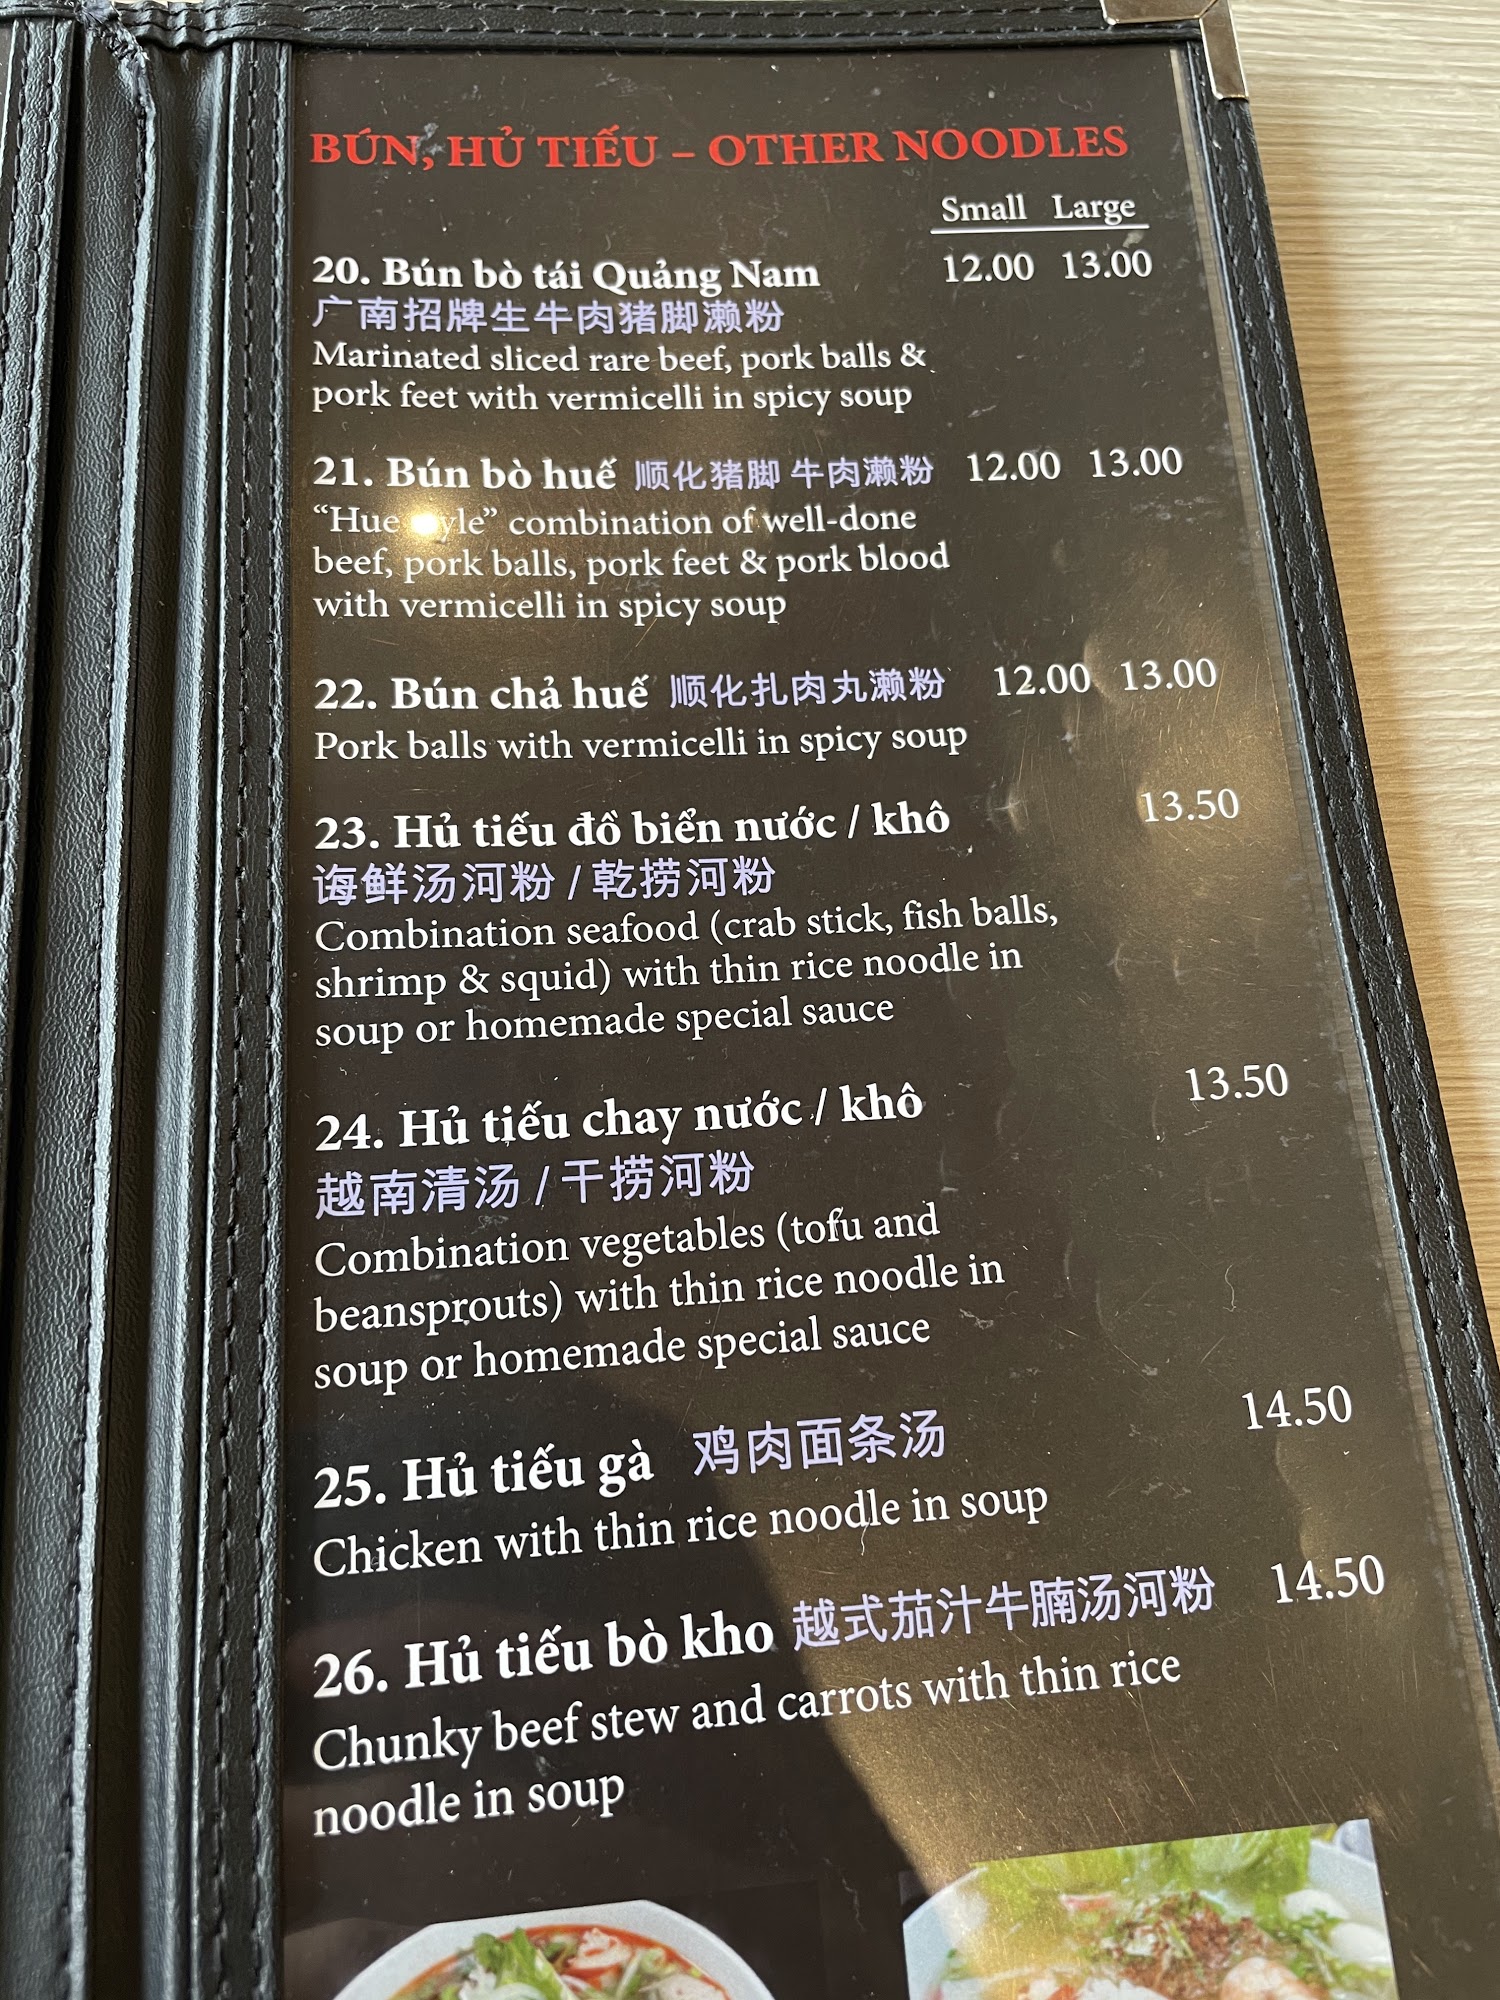 BÚN, HỦ TIẾU – OTHER NOODLES
Small Large
20. Bún bò tái Quảng Nam 12.00 13.00
广南招牌生牛肉猪脚濑粉
Marinated sliced rare beef, pork balls &
pork feet with vermicelli in spicy soup
21. Bún bò huế 顺化猪脚 牛肉濑粉 12.00 13.00
“Hue style” combination of well-done
beef, pork balls, pork feet & pork blood
with vermicelli in spicy soup
22. Bún chả huế 顺化扎肉丸濑粉 12.00 13.00
Pork balls with vermicelli in spicy soup
23. Hủ tiếu đồ biển nước / khô 13.50
海鲜汤河粉 / 乾捞河粉
Combination seafood (crab stick, fish balls,
shrimp & squid) with thin rice noodle in
soup or homemade special sauce
24. Hủ tiếu chay nước / khô 13.50
越南清汤 / 干捞河粉
Combination vegetables (tofu and
beansprouts) with thin rice noodle in
soup or homemade special sauce
25. Hủ tiếu gà 鸡肉面条汤 14.50
Chicken with thin rice noodle in soup
26. Hủ tiếu bò kho 越式茄汁牛腩汤河粉 14.50
Chunky beef stew and carrots with thin rice
noodle in soup